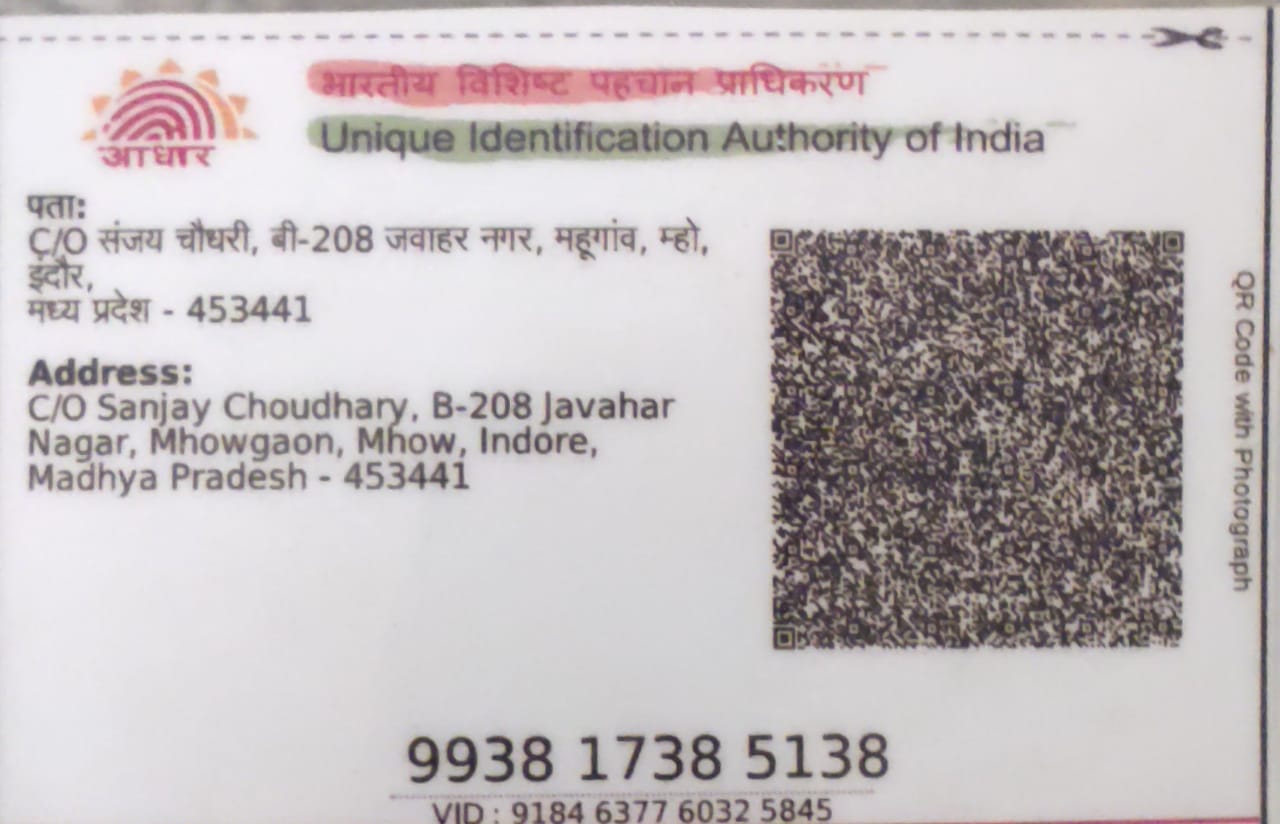 आधार
भारतीय विशिष्ट पहचान प्राधिकरण
Unique Identification Authority of India
पता:
C/O संजय चौधरी, बी-208 जवाहर नगर, महूगांव, म्हो,
इंदौर,
मध्य प्रदेश - 453441
Address:
C/O Sanjay Choudhary, B-208 Javahar
Nagar, Mhowgaon, Mhow, Indore,
Madhya Pradesh - 453441
QR Code with Photograph
9938 1738 5138
VID : 9184 6377 6032 5845